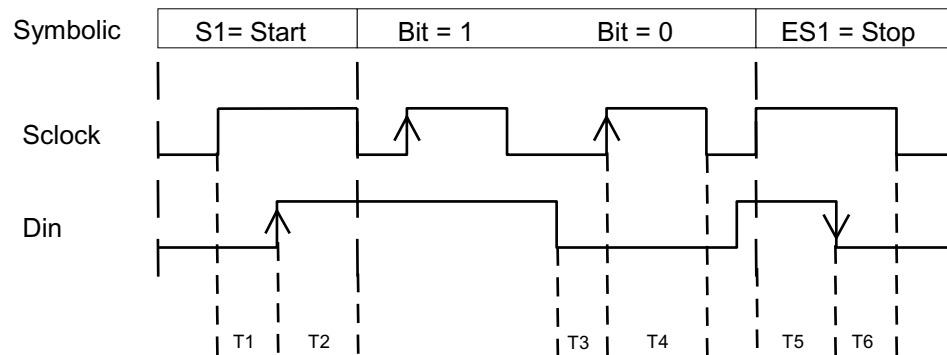 Symbolic S1= Start Bit = 1 Bit = 0 ES1 = Stop
Sclock
Din
T1 T2 T3 T4 T5 T6